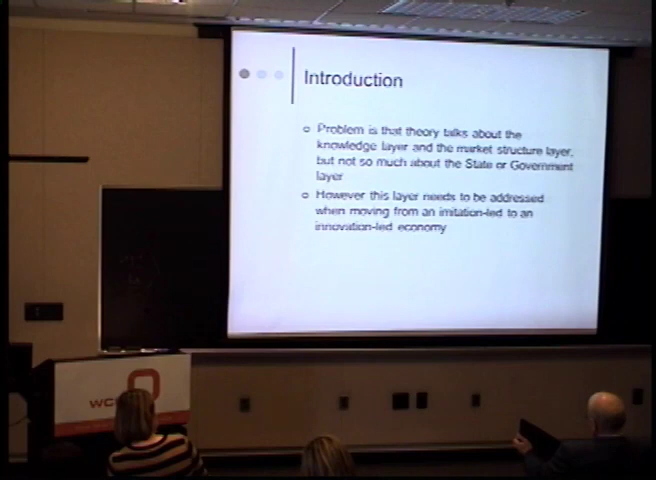 Introduction
Problem is that theory talks about the
knowledge layer and the market structure layer,
but not so much about the State or Government
layer
However this layer needs to be addressed
when moving from an imitation-led to an
innovation-led economy